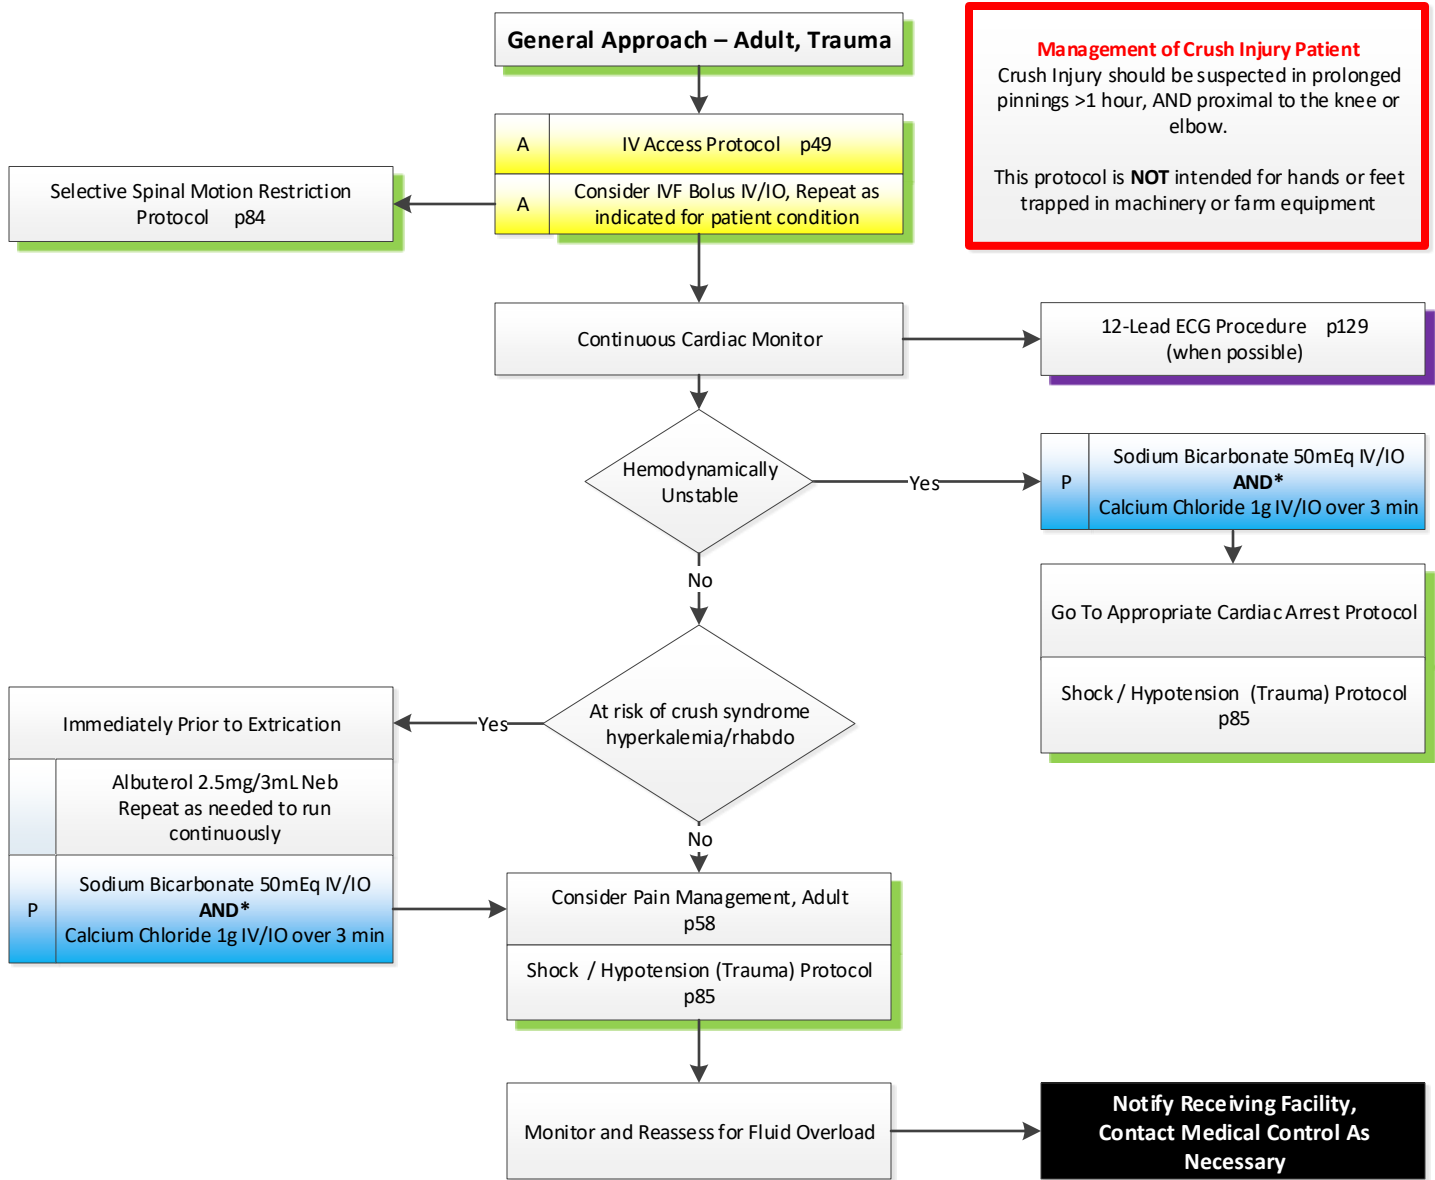 General Approach – Adult, Trauma
Management of Crush Injury Patient
Crush Injury should be suspected in prolonged
pinnings >1 hour, AND proximal to the knee or
elbow.
This protocol is NOT intended for hands or feet
trapped in machinery or farm equipment
A
IV Access Protocol p49
A
Consider IVF Bolus IV/IO, Repeat as
indicated for patient condition
Selective Spinal Motion Restriction
Protocol p84
Continuous Cardiac Monitor
12-Lead ECG Procedure p129
(when possible)
Hemodynamically
Unstable
Yes
P
Sodium Bicarbonate 50mEq IV/IO
AND*
Calcium Chloride 1g IV/IO over 3 min
No
Go To Appropriate Cardiac Arrest Protocol
Shock / Hypotension (Trauma) Protocol
p85
At risk of crush syndrome
hyperkalemia/rhabdo
Yes
Immediately Prior to Extrication
Albuterol 2.5mg/3mL Neb
Repeat as needed to run
continuously
P
Sodium Bicarbonate 50mEq IV/IO
AND*
Calcium Chloride 1g IV/IO over 3 min
No
Consider Pain Management, Adult
p58
Shock / Hypotension (Trauma) Protocol
p85
Monitor and Reassess for Fluid Overload
Notify Receiving Facility,
Contact Medical Control As
Necessary